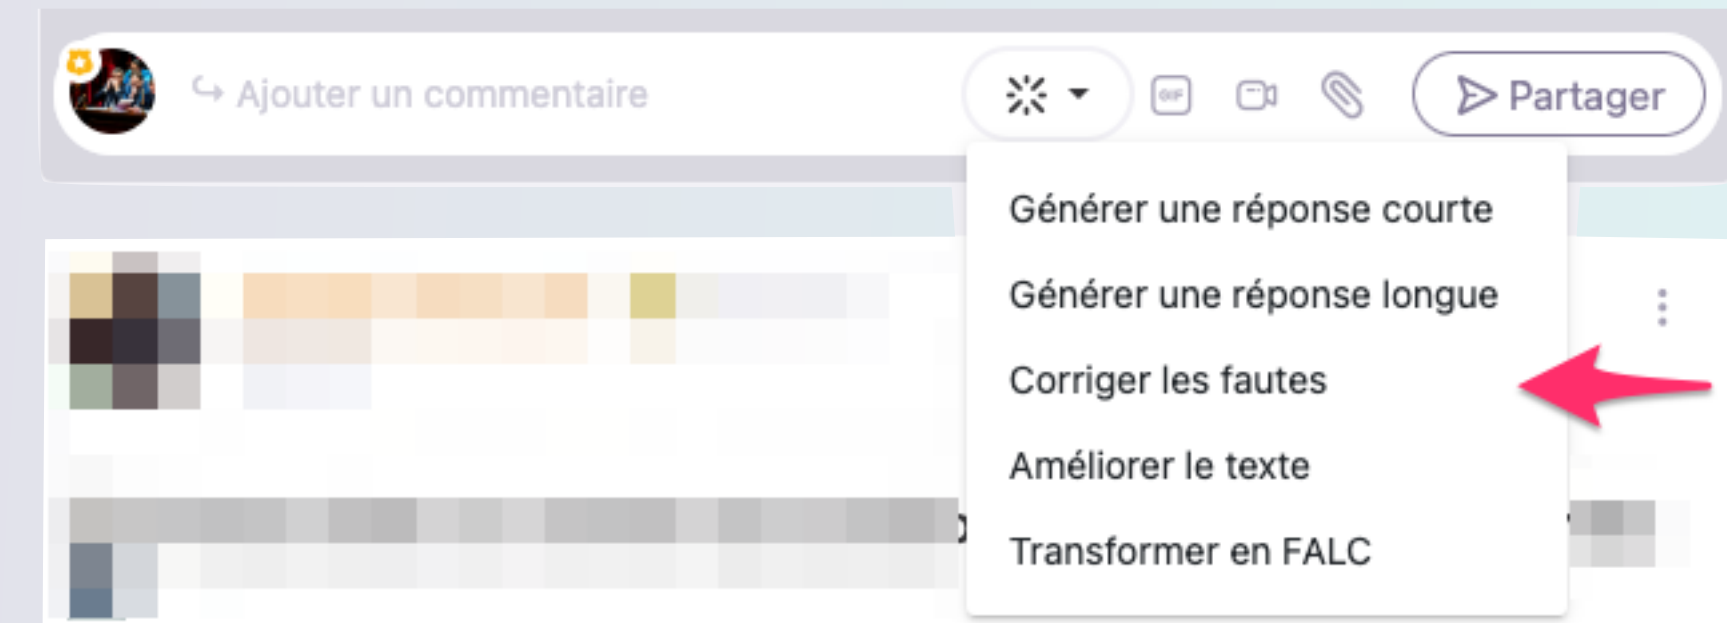 Ajouter un commentaire
GIF
Partager
Générer une réponse courte
Générer une réponse longue
Corriger les fautes
Améliorer le texte
Transformer en FALC